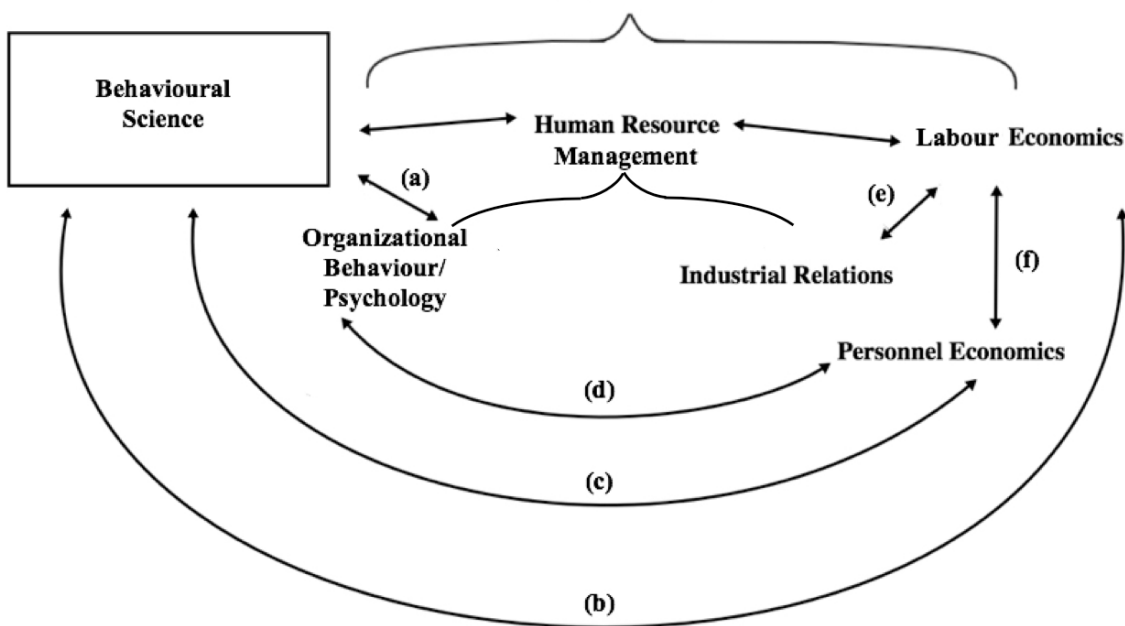 Behavioural
Science
Human Resource
Management
Labour Economics
(a)
(e)
Organizational
Behaviour/
Psychology
Industrial Relations
(f)
Personnel Economics
(d)
(c)
(b)